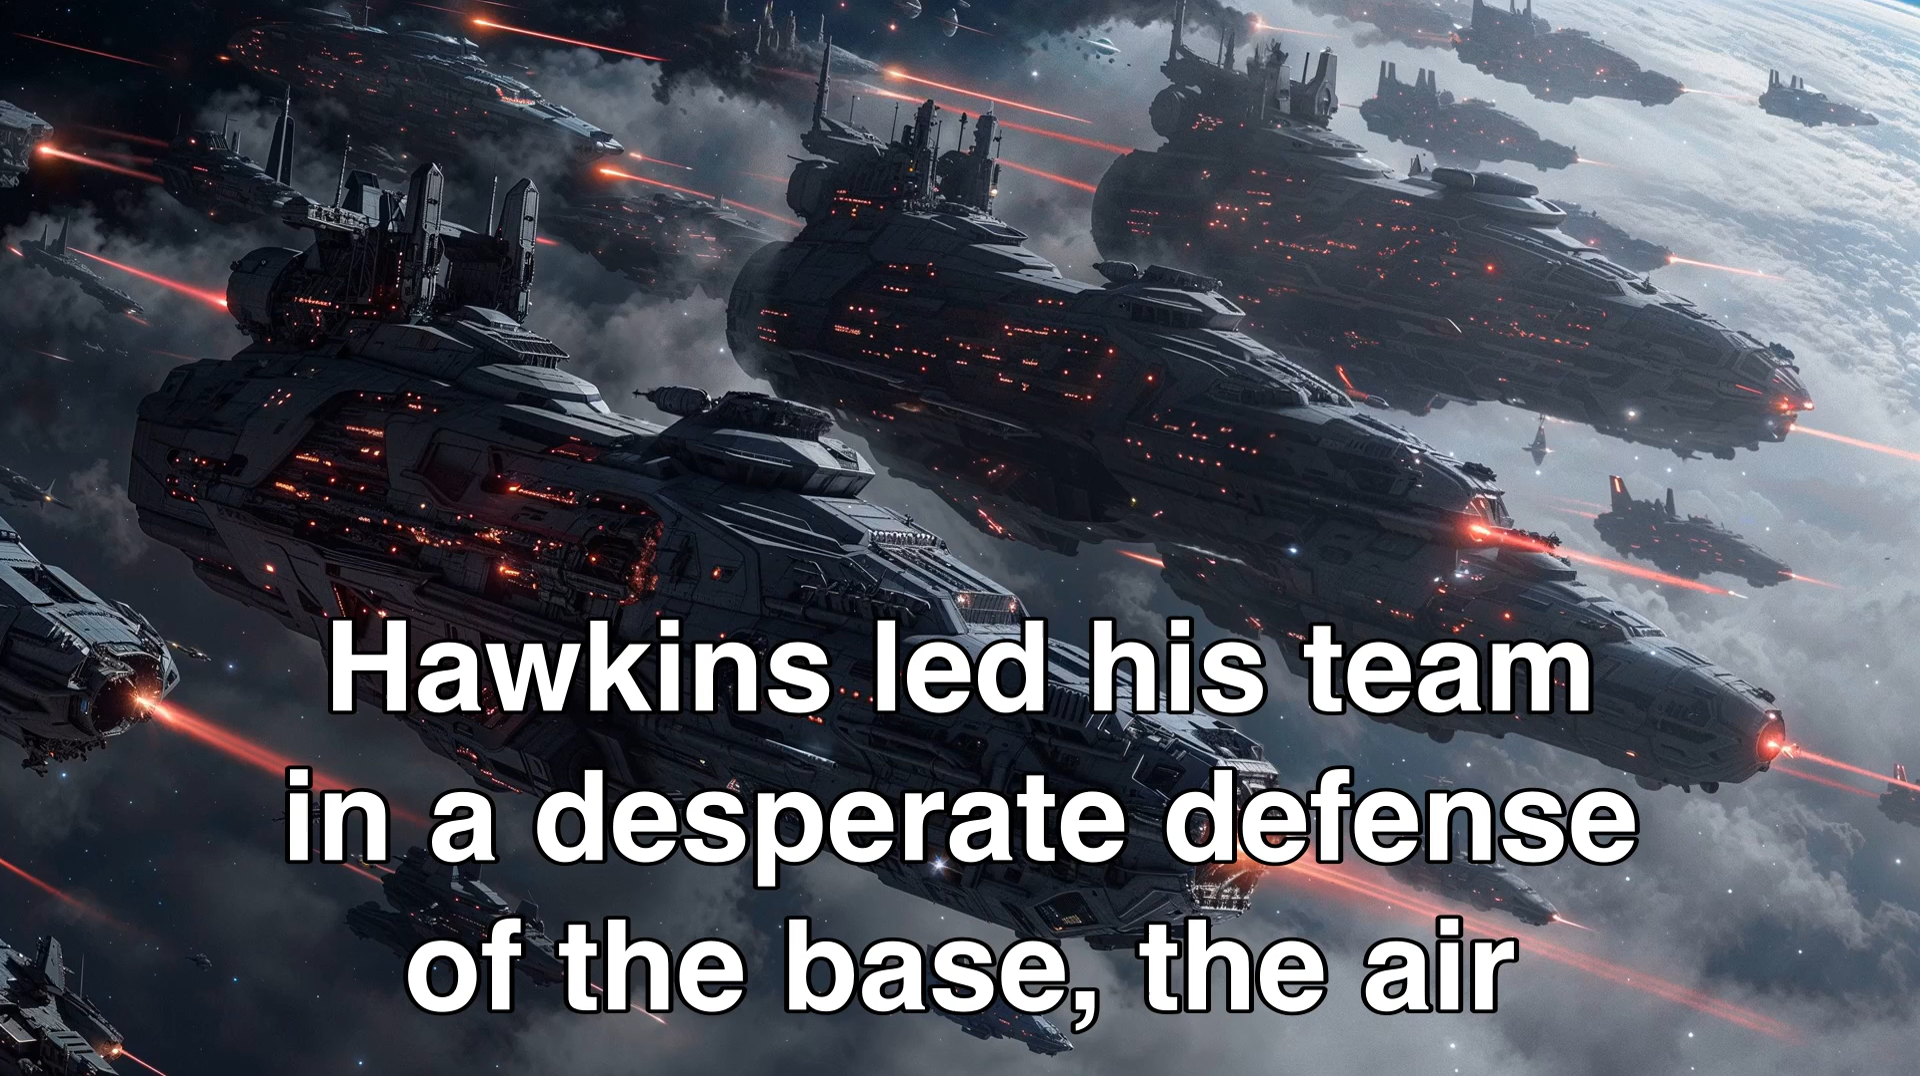 Hawkins led his team
in a desperate defense
of the base, the air